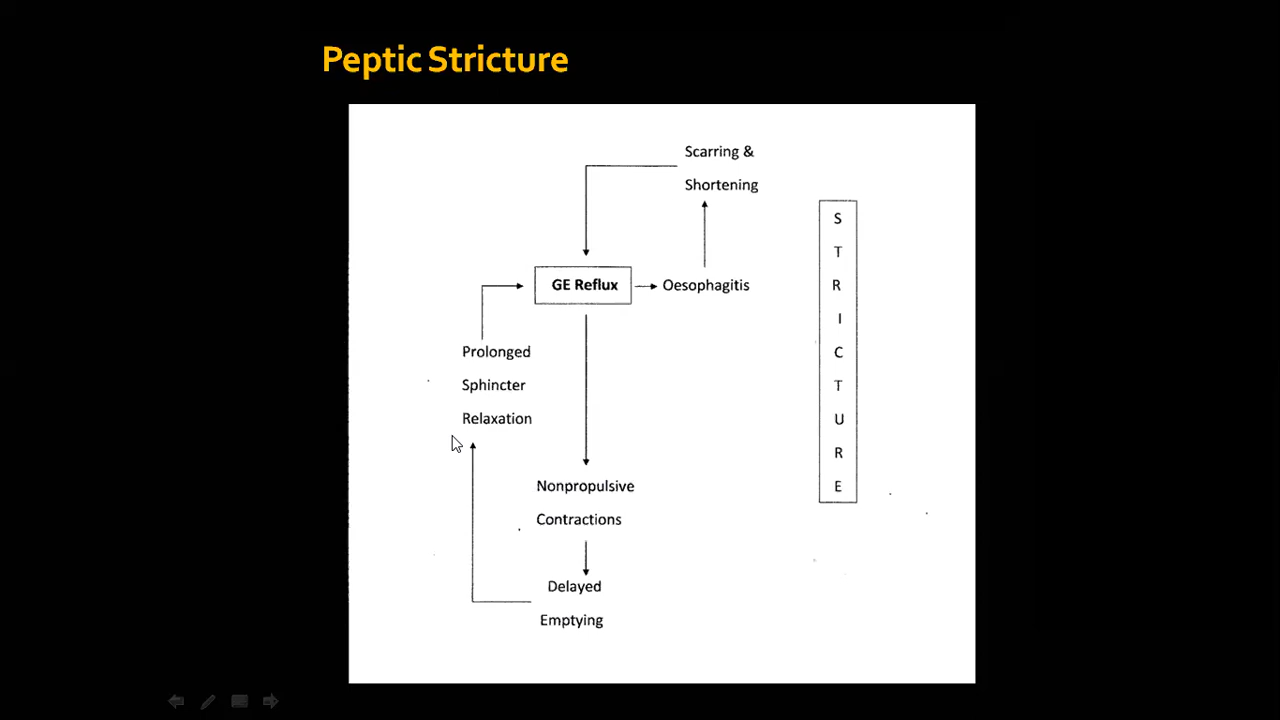 Peptic Stricture
Scarring &
Shortening
GE Reflux
Oesophagitis
Prolonged
Sphincter
Relaxation
Nonpropulsive
Contractions
Delayed
Emptying
S
T
R
I
C
T
U
R
E